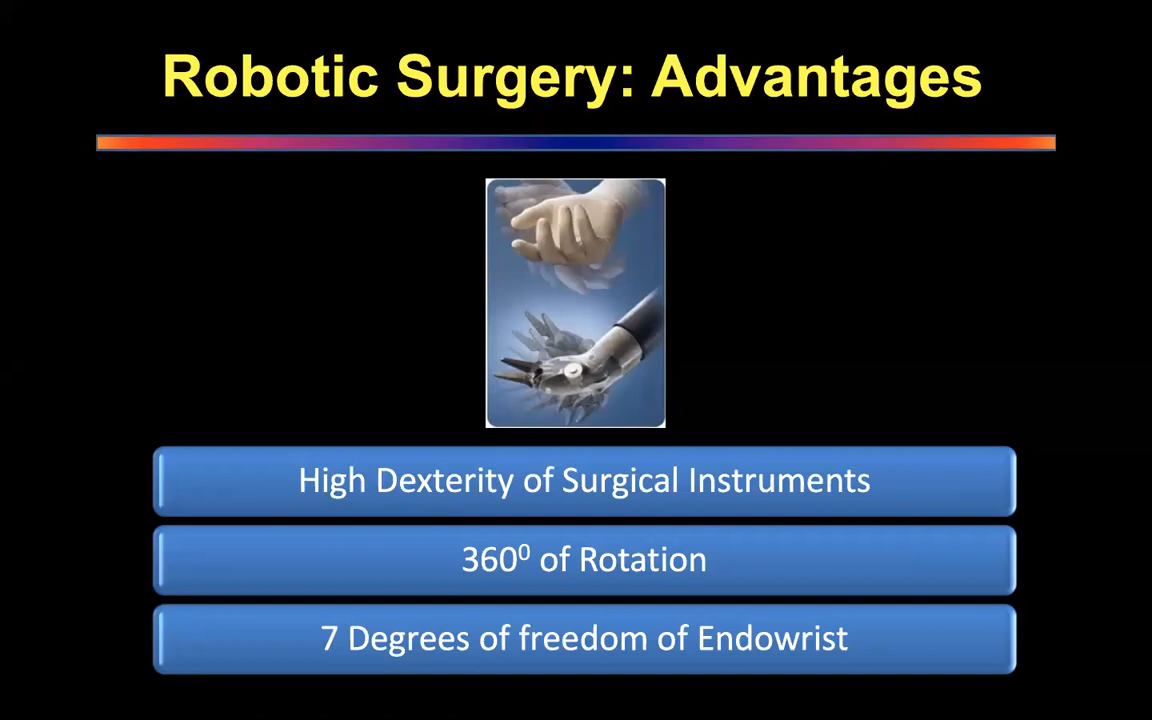 Robotic Surgery: Advantages
High Dexterity of Surgical Instruments
360⁰ of Rotation
7 Degrees of freedom of Endowrist